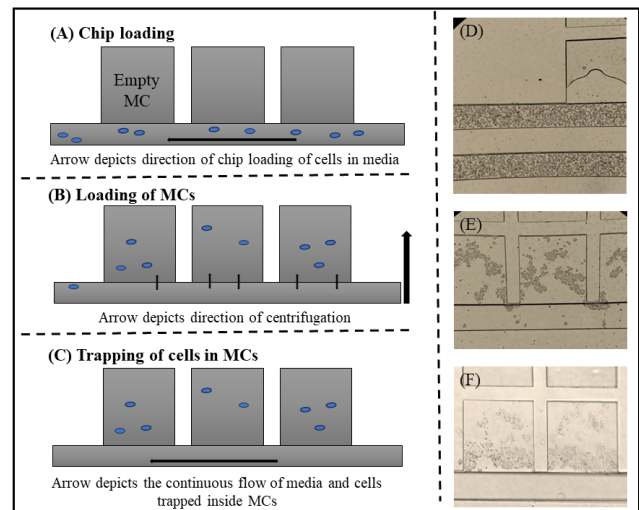 (A) Chip loading
Empty
MC
Arrow depicts direction of chip loading of cells in media
(B) Loading of MCs
Arrow depicts direction of centrifugation
(C) Trapping of cells in MCs
Arrow depicts the continuous flow of media and cells
trapped inside MCs
(D)
(E)
(F)